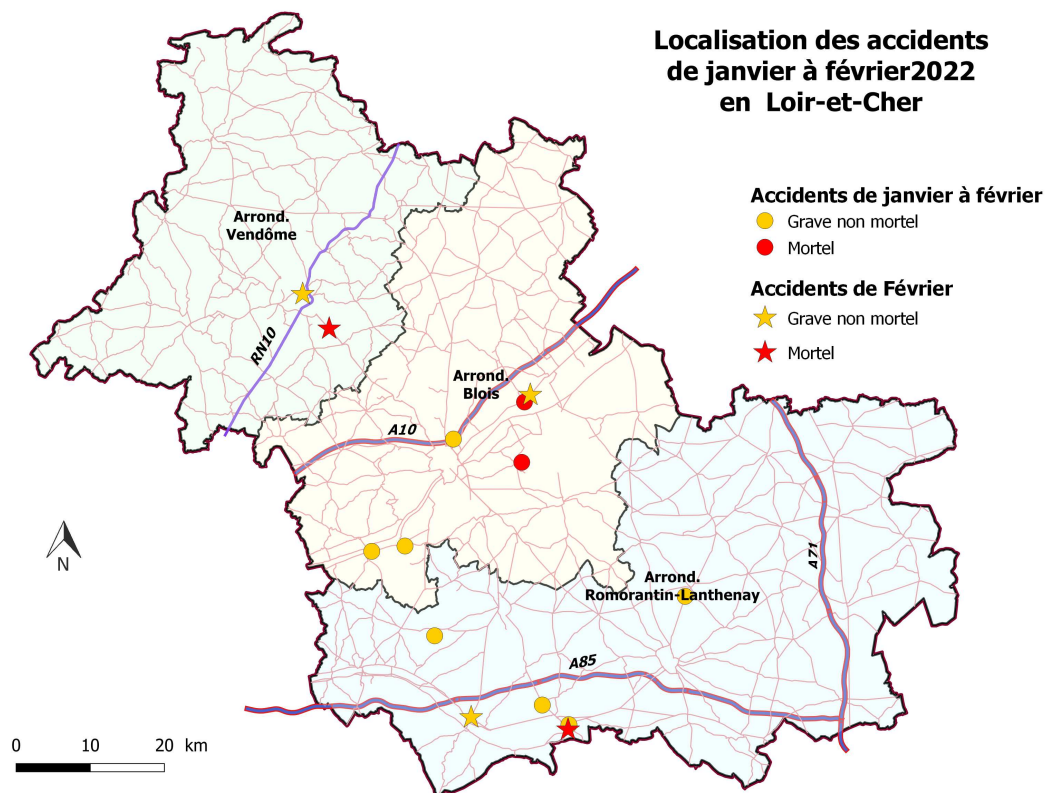 Localisation des accidents
de janvier à février2022
en Loir-et-Cher
Accidents de janvier à février
Grave non mortel
Mortel
Accidents de Février
Grave non mortel
Mortel
Arrond.
Vendôme
RN10
Arrond.
Blois
A10
A71
Arrond.
Romorantin-Lanthenay
A85
N
0 10 20 km